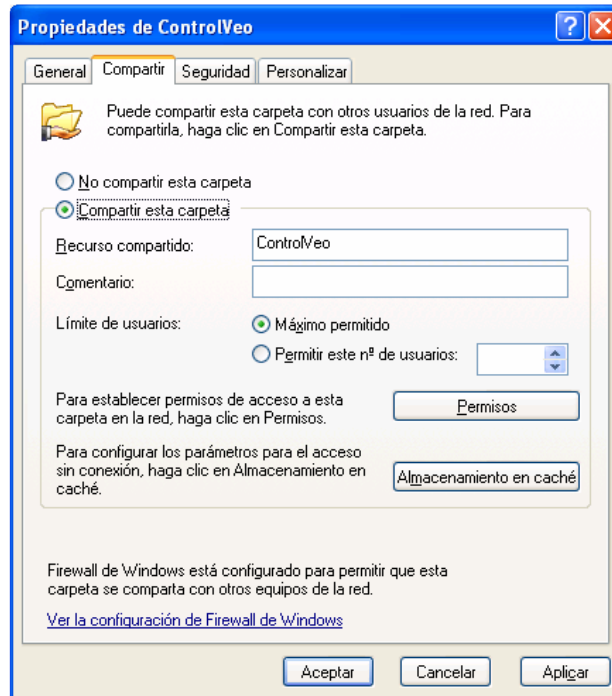 Propiedades de ControlVeo
General Compartir Seguridad Personalizar
Puede compartir esta carpeta con otros usuarios de la red. Para
compartirla, haga clic en Compartir esta carpeta.
No compartir esta carpeta
Compartir esta carpeta
Recurso compartido: ControlVeo
Comentario:
Límite de usuarios: Máximo permitido
Permitir este nº de usuarios:
Para establecer permisos de acceso a esta
carpeta en la red, haga clic en Permisos.
Permisos
Para configurar los parámetros para el acceso
sin conexión, haga clic en Almacenamiento en
caché.
Almacenamiento en caché
Firewall de Windows está configurado para permitir que esta
carpeta se comparta con otros equipos de la red.
Ver la configuración de Firewall de Windows
Aceptar Cancelar Aplicar